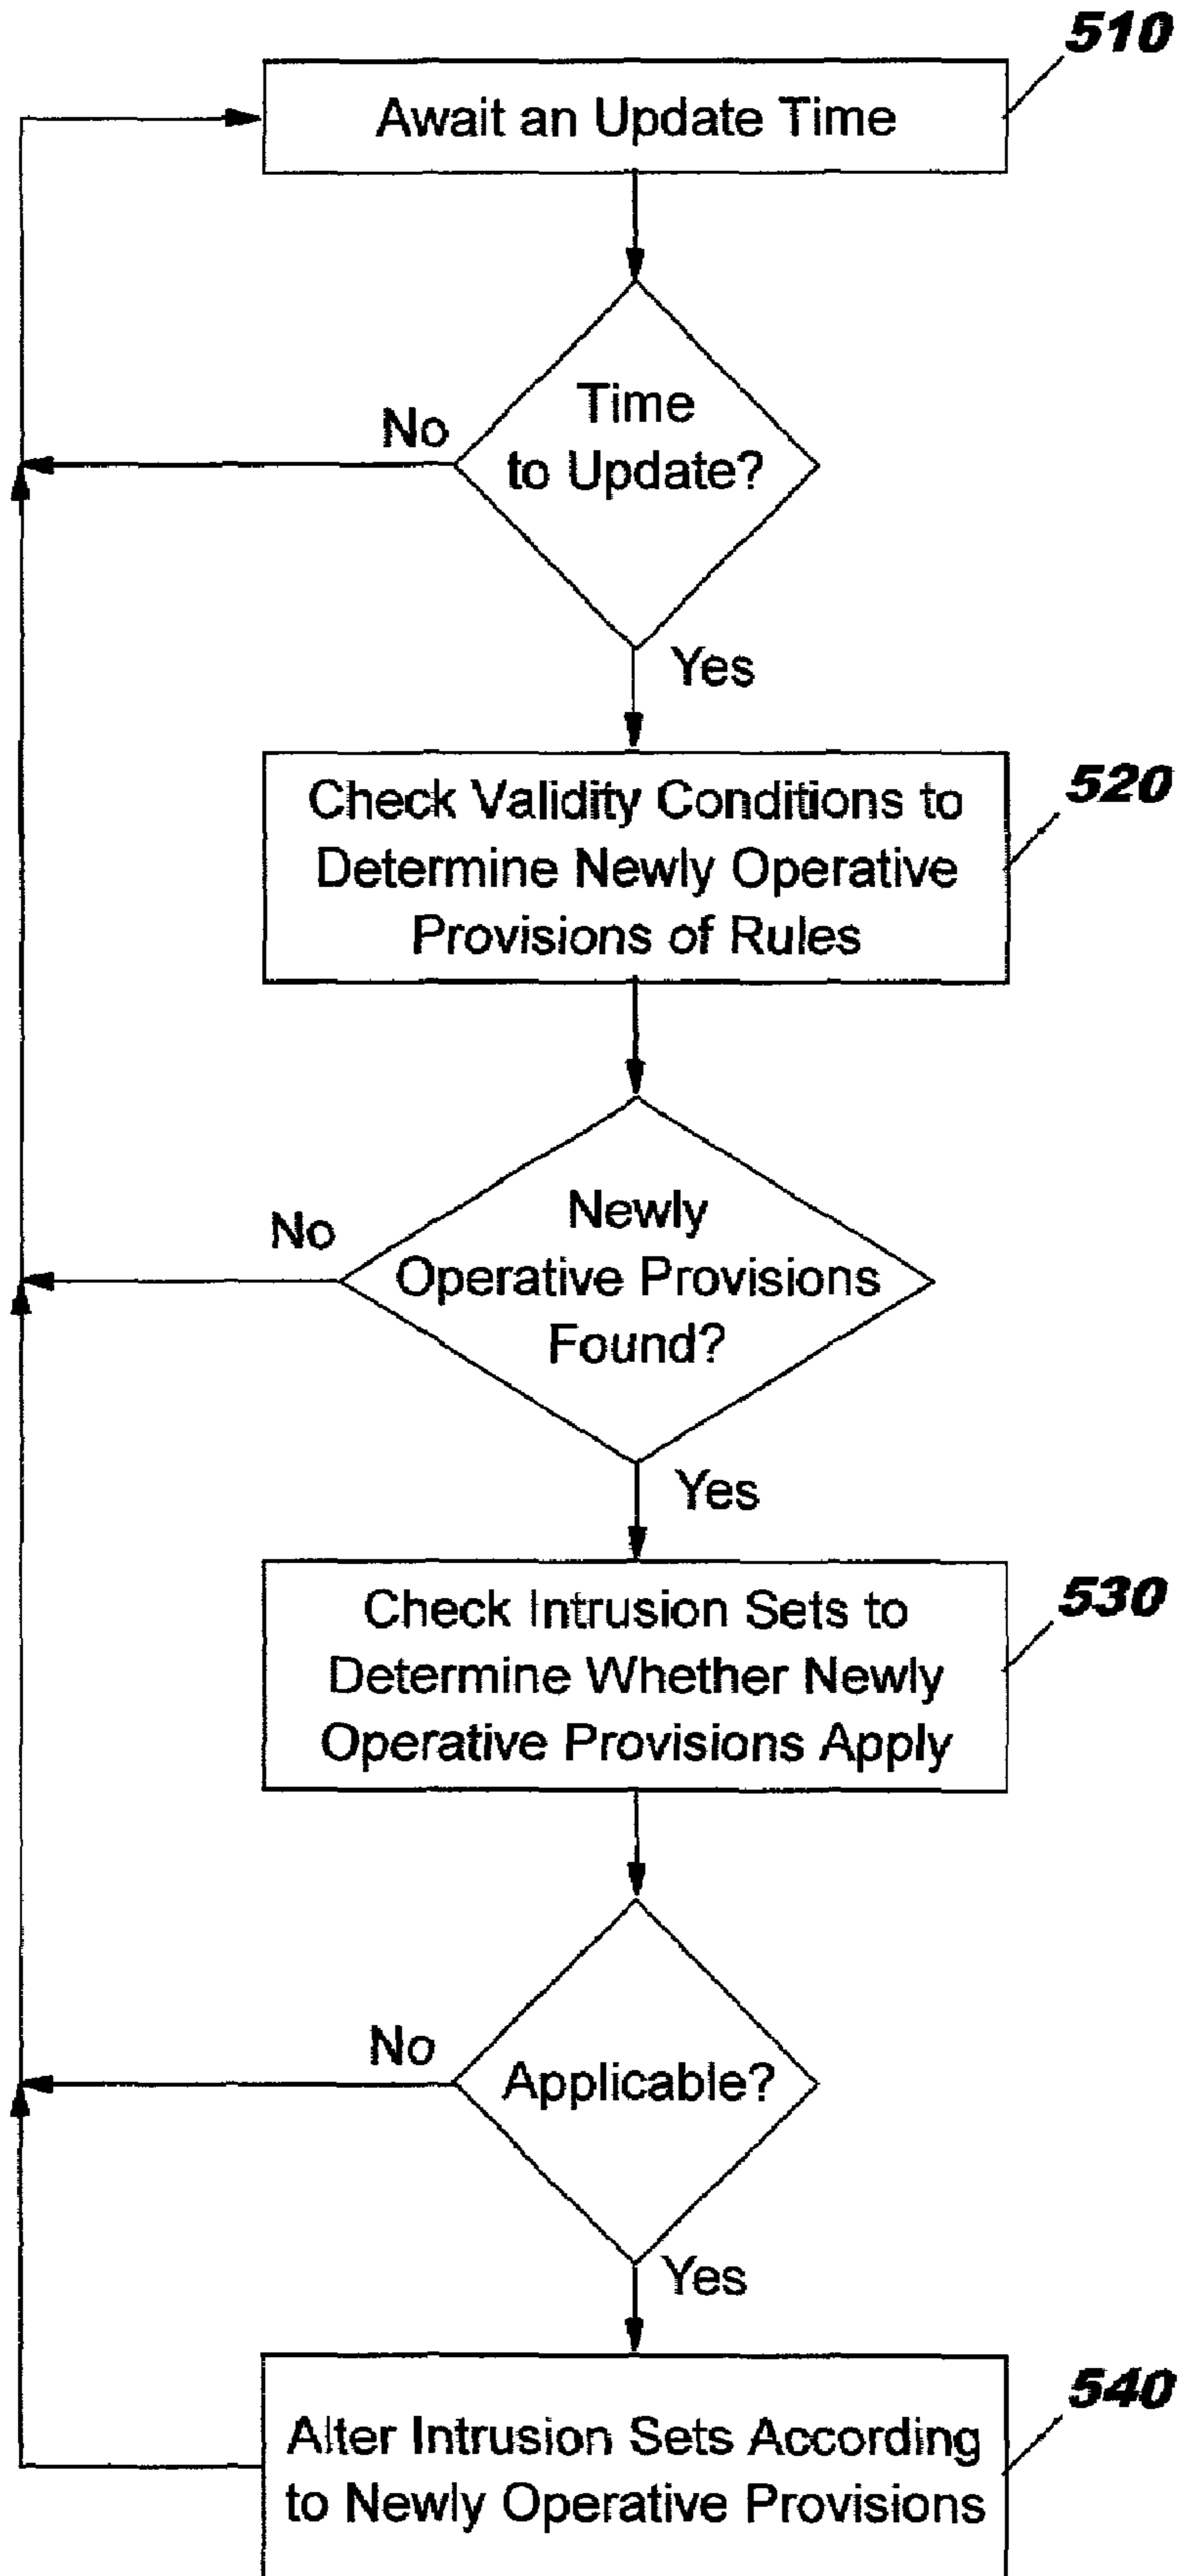 510
Await an Update Time
Time
to Update?
No
Yes
520
Check Validity Conditions to
Determine Newly Operative
Provisions of Rules
Newly
Operative Provisions
Found?
No
Yes
530
Check Intrusion Sets to
Determine Whether Newly
Operative Provisions Apply
No
Applicable?
Yes
540
Alter Intrusion Sets According
to Newly Operative Provisions